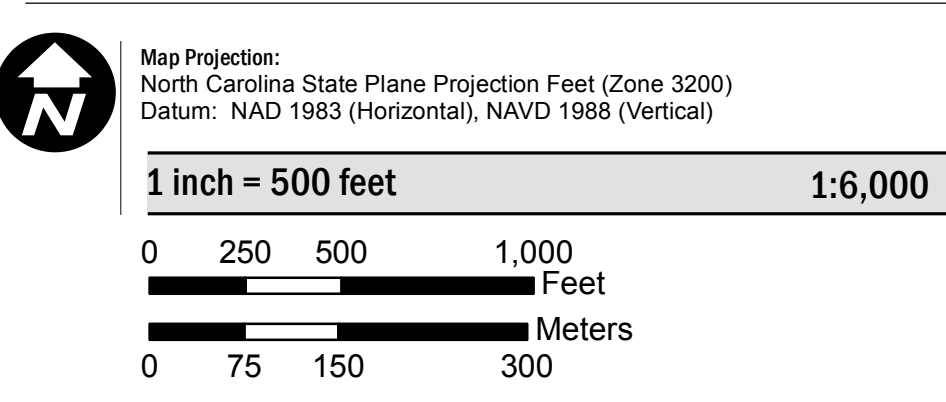 N
Map Projection:
North Carolina State Plane Projection Feet (Zone 3200)
Datum: NAD 1983 (Horizontal), NAVD 1988 (Vertical)
1 inch = 500 feet 1:6,000
0 250 500 1,000
Feet
Meters
0 75 150 300